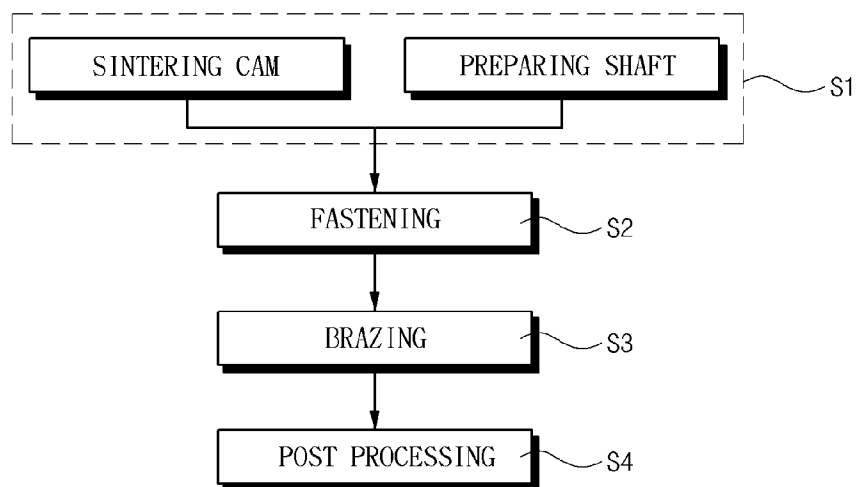 SINTERING CAM
PREPARING SHAFT
S1
FASTENING
S2
BRAZING
S3
POST PROCESSING
S4